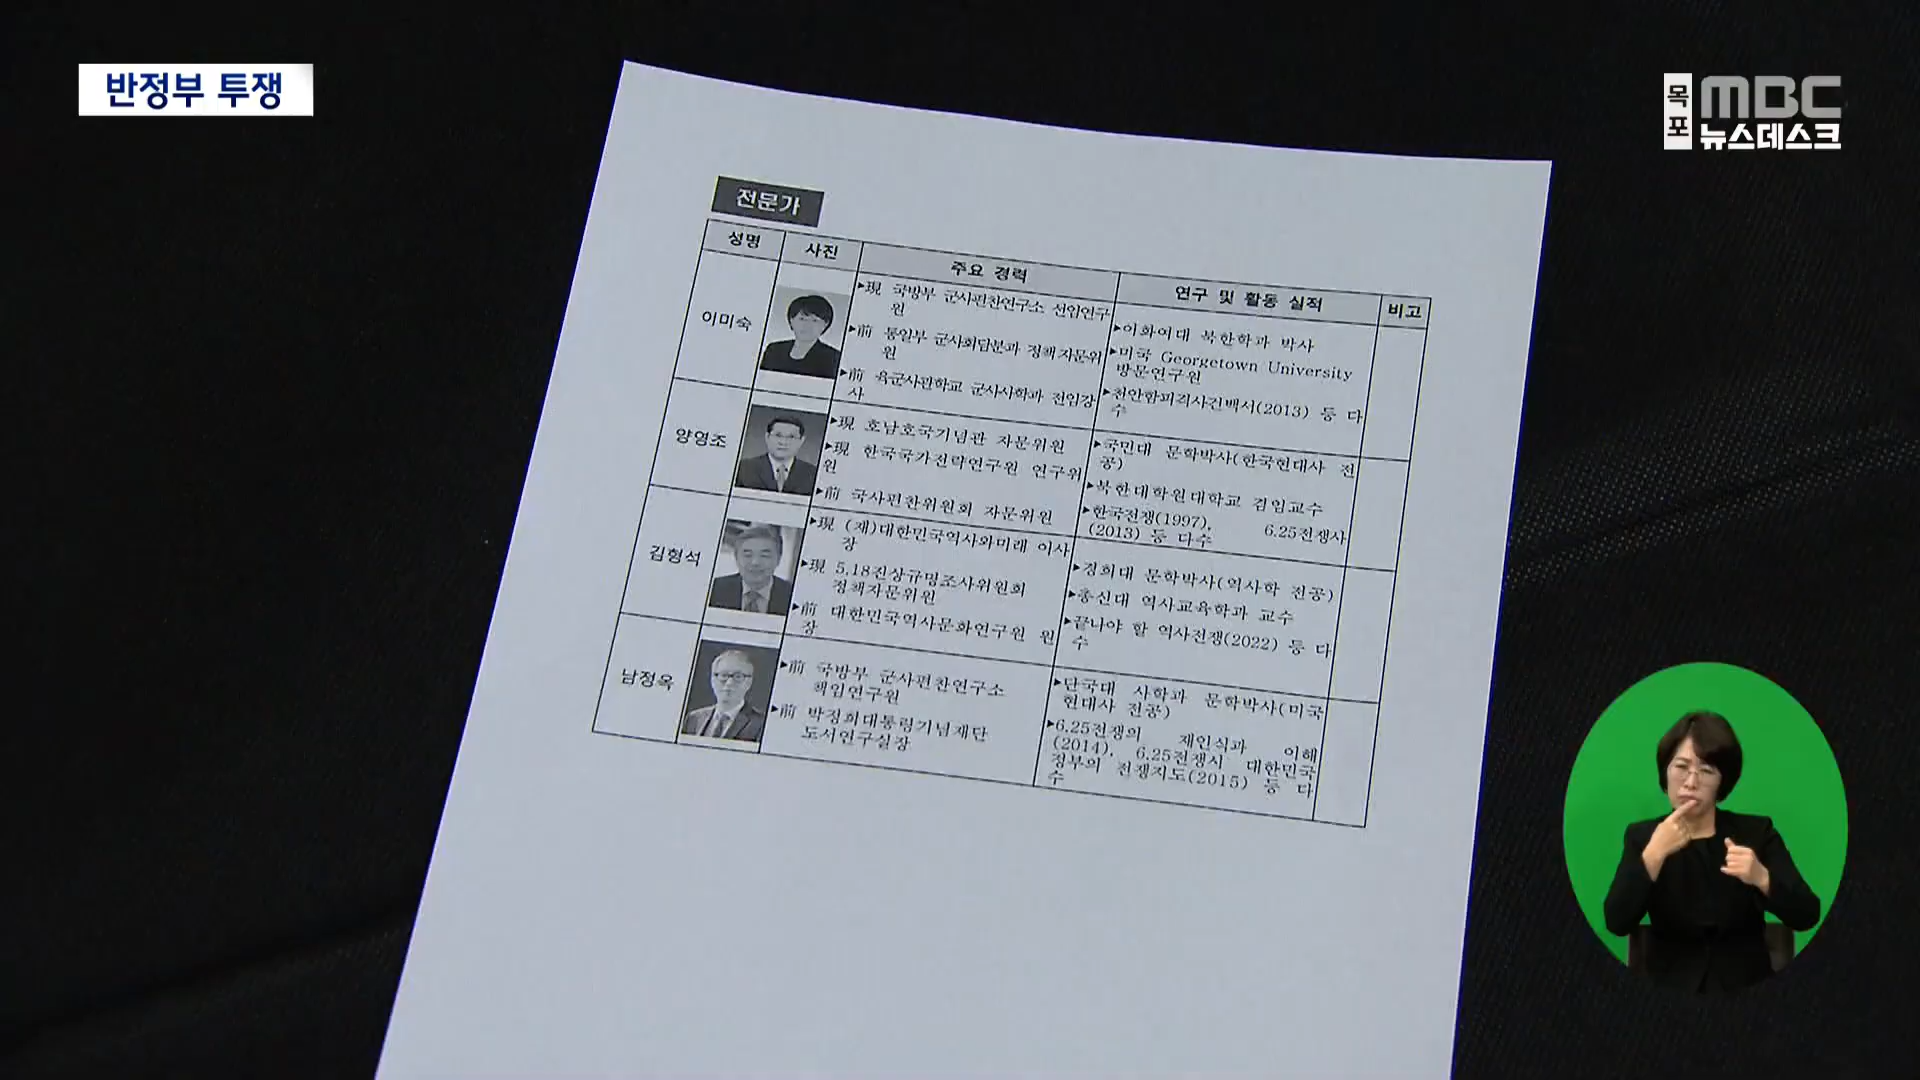 반정부 투쟁
목포
MBC
뉴스데스크
전문가
성명
사진
주요 경력
연구 및 활동 실적
비고
이미숙
▸現 국방부 군사편찬연구소 선임연구
원
▸前 통일부 군사회담분과 정책자문위
원
▸前 육군사관학교 군사사학과 전임강
사
▸이화여대 북한학과 박사
▸미국 Georgetown University
방문연구원
▸천안함피격사건백서(2013) 등 다
수
양영조
▸現 호남호국기념관 자문위원
▸現 한국국가전략연구원 연구위
원
▸前 국사편찬위원회 자문위원
▸국민대 문학박사(한국현대사 전
공)
▸북한대학원대학교 겸임교수
▸한국전쟁(1997), 6.25전쟁사
(2013) 등 다수
김형석
▸現 (재)대한민국역사와미래 이사
장
▸現 5.18진상규명조사위원회
정책자문위원
▸前 대한민국역사문화연구원 원
장
▸경희대 문학박사(역사학 전공)
▸총신대 역사교육학과 교수
▸끝나야 할 역사전쟁(2022) 등 다
수
남정옥
▸前 국방부 군사편찬연구소
책임연구원
▸前 박정희대통령기념재단
도서연구실장
▸단국대 사학과 문학박사(미국
현대사 전공)
▸6.25전쟁의 재인식과 이해
(2014), 6.25전쟁시 대한민국
정부의 전쟁지도(2015) 등 다
수